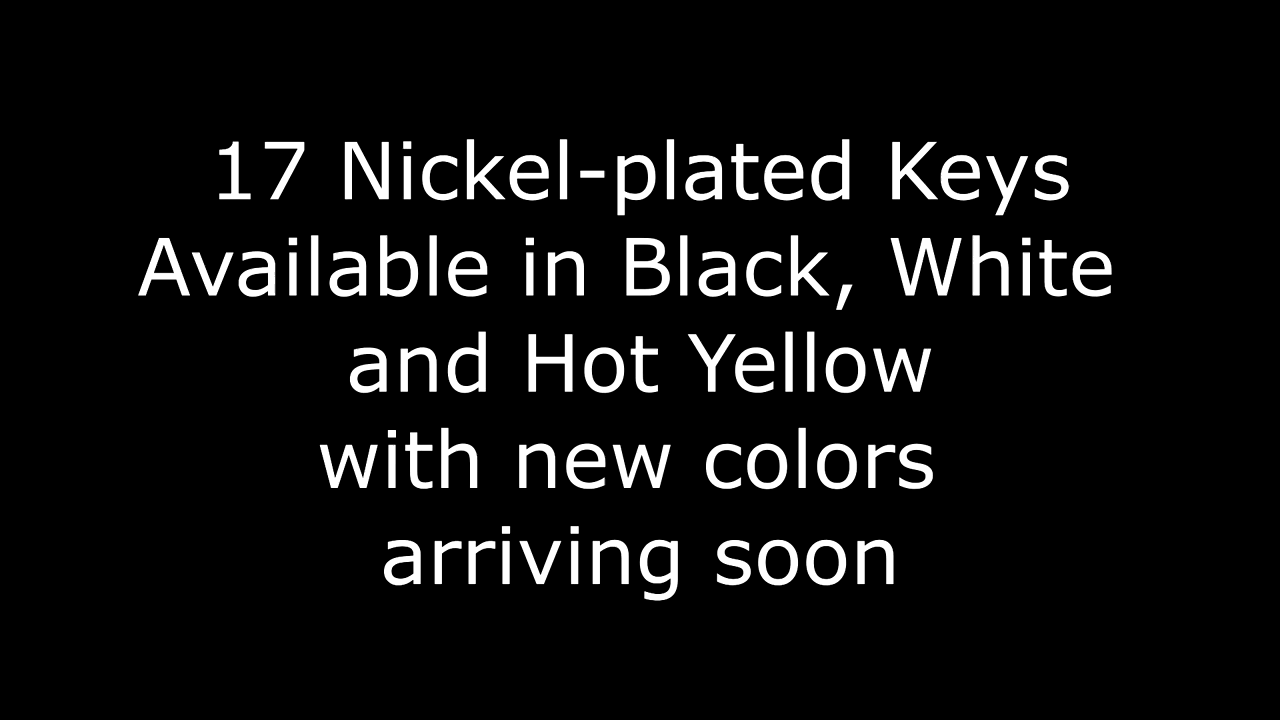 17 Nickel-plated Keys
Available in Black, White
and Hot Yellow
with new colors
arriving soon